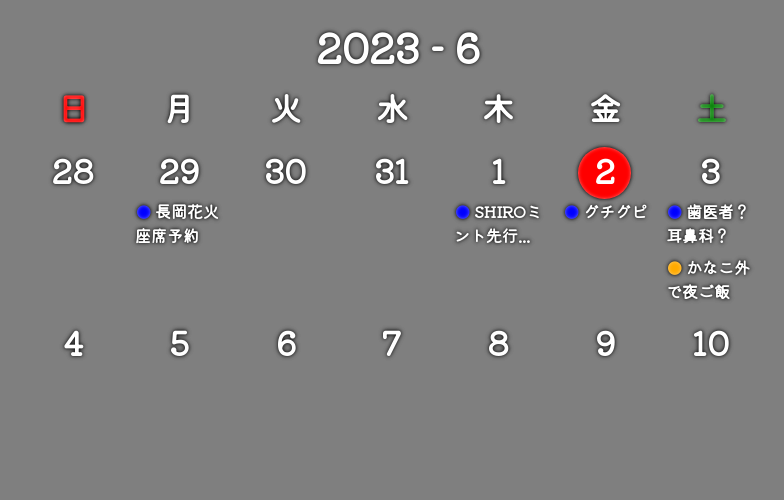 2023 - 6
日 月 火 水 木 金 土
28 29 30 31 1 2 3
長岡花火
座席予約
SHIROミ
ント先行...
グチグピ
歯医者？
耳鼻科？
かなこ外
で夜ご飯
4 5 6 7 8 9 10